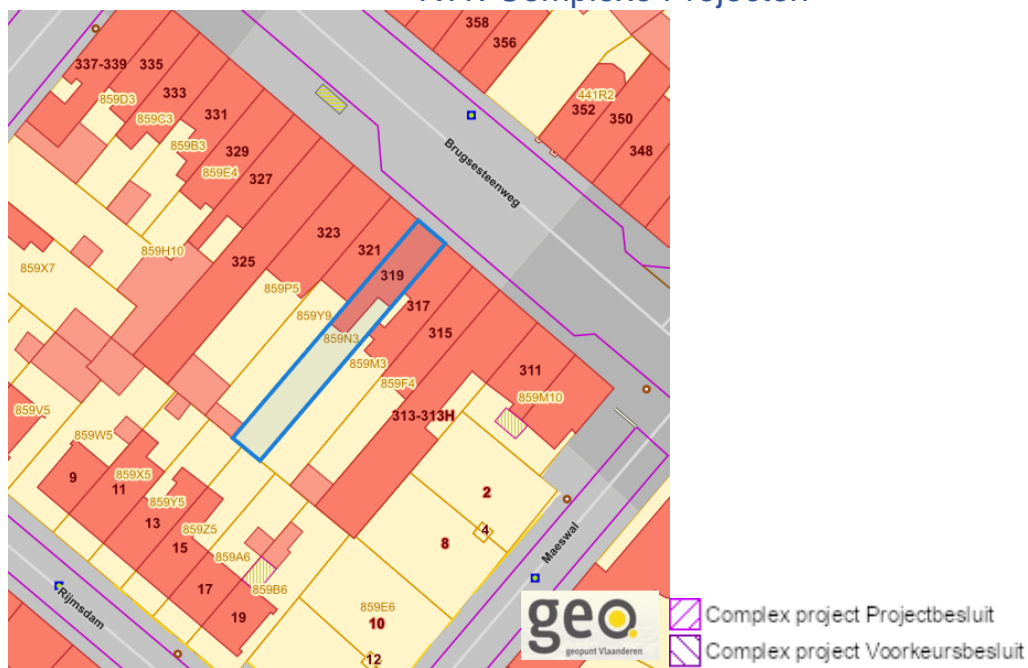 358
356
337-339 335
333
331
329
327
859D3
859C3
859B3
859E4
441R2
352
350
348
Brugsesteenweg
323
321
319
317
315
325
859H10
859X7
859P5
859Y9
859N3
859M3
859F4
311
859M10
313-313H
859V5
859W5
859X5
859Y5
859Z5
859A6
859B6
859E6
9
11
13
15
17
19
2
4
8
10
12
Maeswal
Rijmsdam
geo
geopunt Vlaanderen
Complex project Projectbesluit
Complex project Voorkeursbesluit